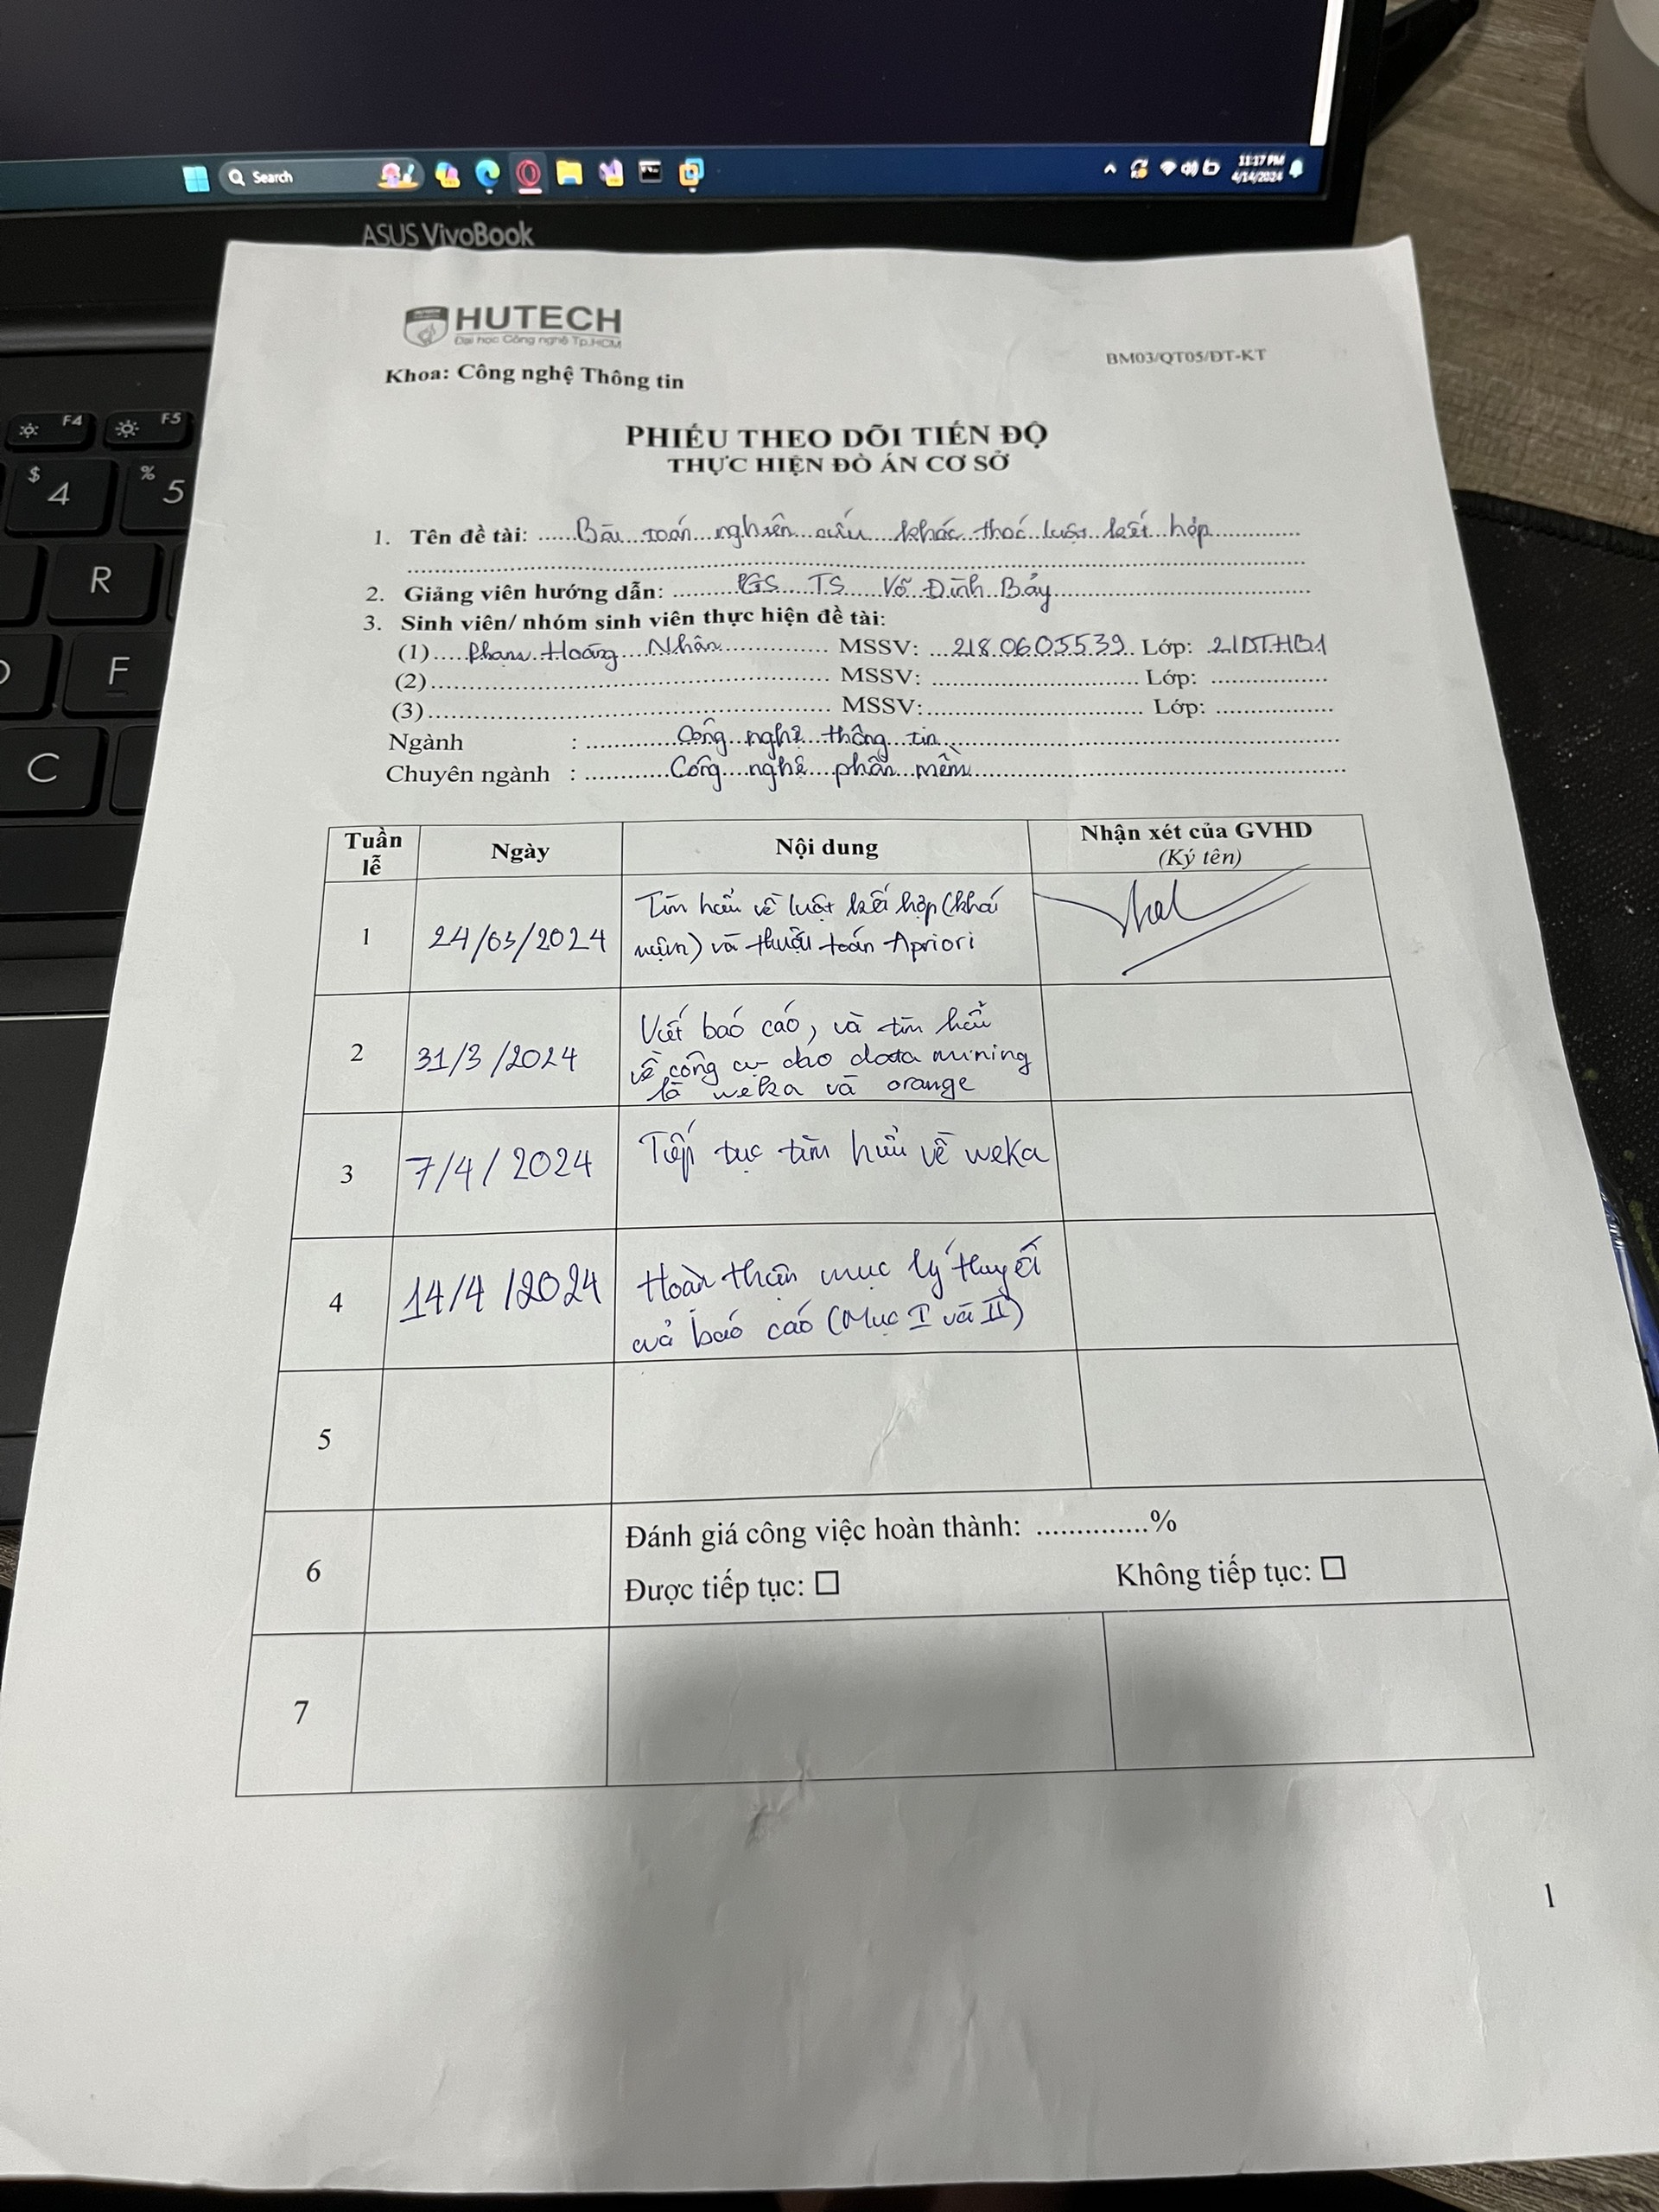 Search
11:17 PM
4/14/2024
ASUS VivoBook
F4
F5
$ 4
% 5
R
F
C
HUTECH
Đại học Công nghệ Tp.HCM
BM03/QT05/ĐT-KT
Khoa: Công nghệ Thông tin
PHIẾU THEO DÕI TIẾN ĐỘ
THỰC HIỆN ĐỒ ÁN CƠ SỞ
1. Tên đề tài: Bài toán nghiên cứu khác thác luật kết hợp
2. Giảng viên hướng dẫn: PGS TS Võ Đình Bảy
3. Sinh viên/ nhóm sinh viên thực hiện đề tài:
(1) Phan Hoàng Nhân MSSV: 2180605539 Lớp: 21DTHB1
(2) MSSV: Lớp:
(3) MSSV: Lớp:
Ngành : Công nghệ thông tin
Chuyên ngành : Công nghệ phần mềm
Tuần lễ Ngày Nội dung Nhận xét của GVHD
(Ký tên)
1 24/03/2024 Tìm hiểu về luật kết hợp (khái
niệm) và thuật toán Apriori
2 31/3/2024 Viết báo cáo, và tìm hiểu
về công cụ cho data mining
là weka và orange
3 7/4/2024 Tiếp tục tìm hiểu về weka
4 14/4/2024 Hoàn thiện mục lý thuyết
của báo cáo (Mục I và II)
5
6 Đánh giá công việc hoàn thành: ..............%
Được tiếp tục: ☐ Không tiếp tục: ☐
7
1